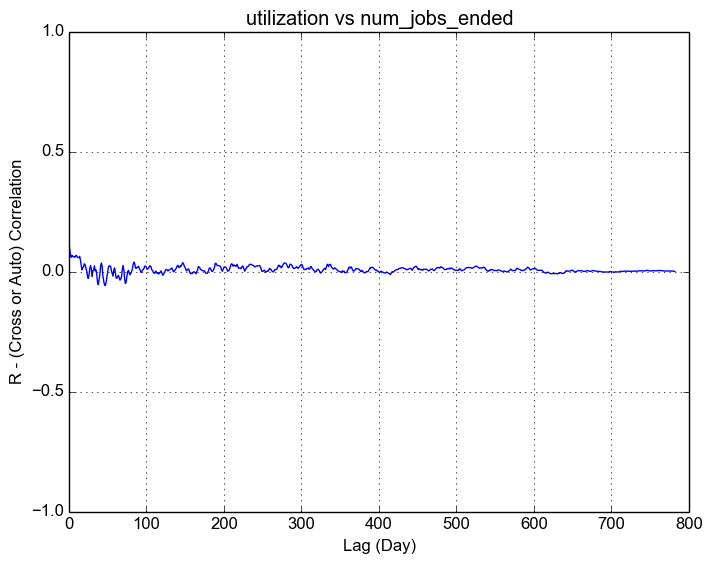 utilization vs num_jobs_ended
1.0
0.5
0.0
−0.5
−1.0
R - (Cross or Auto) Correlation
0 100 200 300 400 500 600 700 800
Lag (Day)